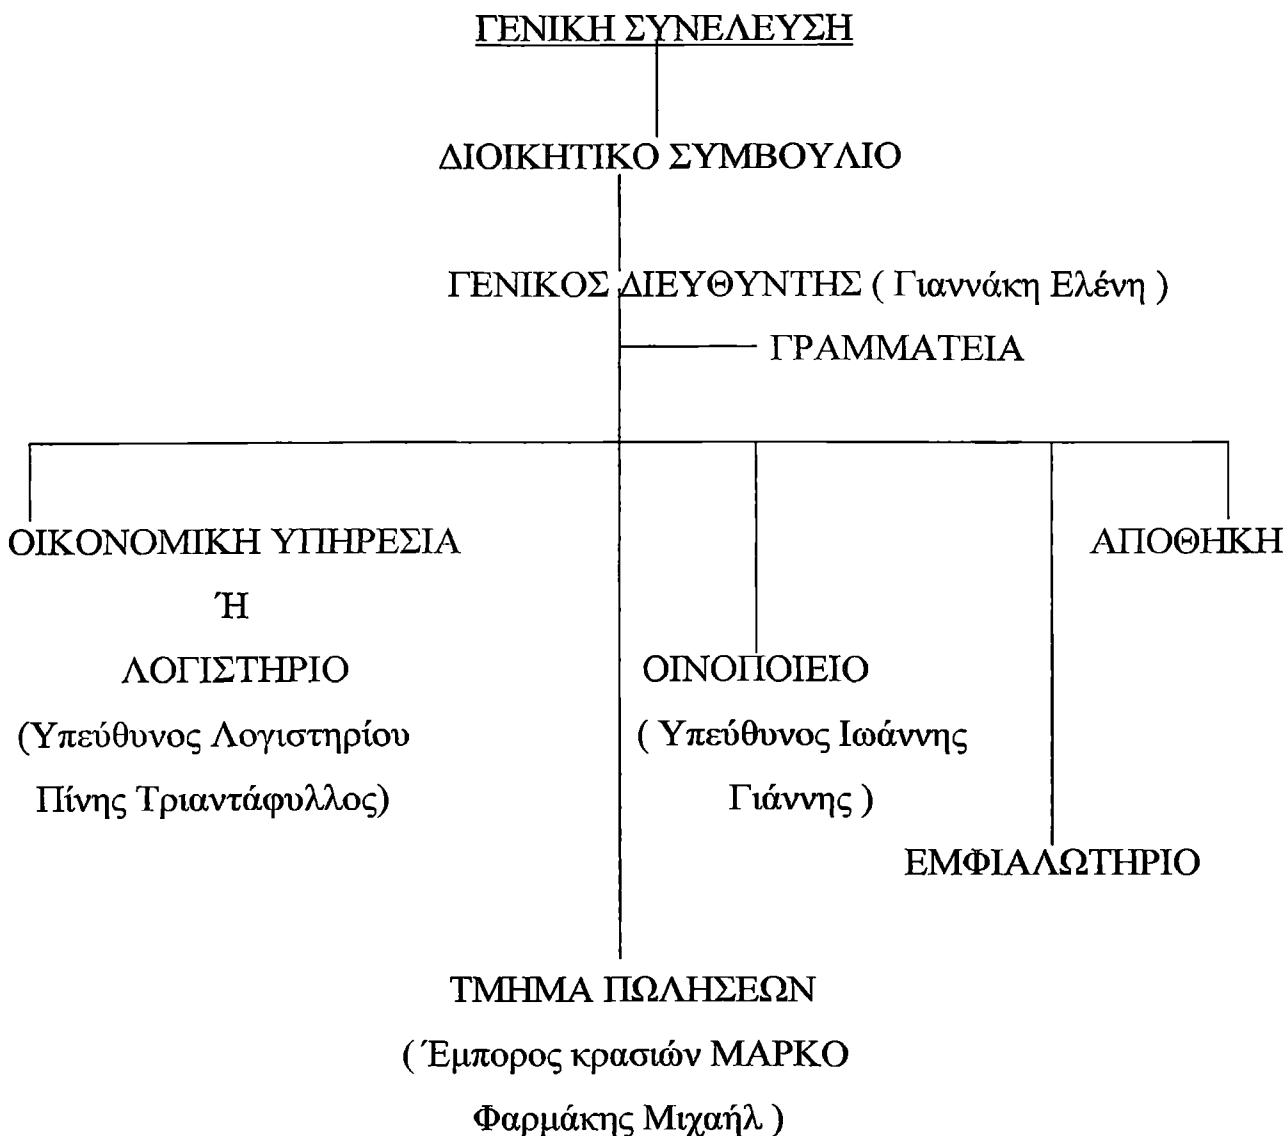 ΓΕΝΙΚΗ ΣΥΝΕΛΕΥΣΗ
ΔΙΟΙΚΗΤΙΚΟ ΣΥΜΒΟΥΛΙΟ
ΓΕΝΙΚΟΣ ΔΙΕΥΘΥΝΤΗΣ ( Γιαννάκη Ελένη )
ΓΡΑΜΜΑΤΕΙΑ
ΟΙΚΟΝΟΜΙΚΗ ΥΠΗΡΕΣΙΑ
Ή
ΛΟΓΙΣΤΗΡΙΟ
(Υπεύθυνος Λογιστηρίου
Πίνης Τριαντάφυλλος)
ΑΠΟΘΗΚΗ
ΟΙΝΟΠΟΙΕΙΟ
( Υπεύθυνος Ιωάννης
Γιάννης )
ΕΜΦΙΑΛΩΤΗΡΙΟ
ΤΜΗΜΑ ΠΩΛΗΣΕΩΝ
( Έμπορος κρασιών ΜΑΡΚΟ
Φαρμάκης Μιχαήλ )